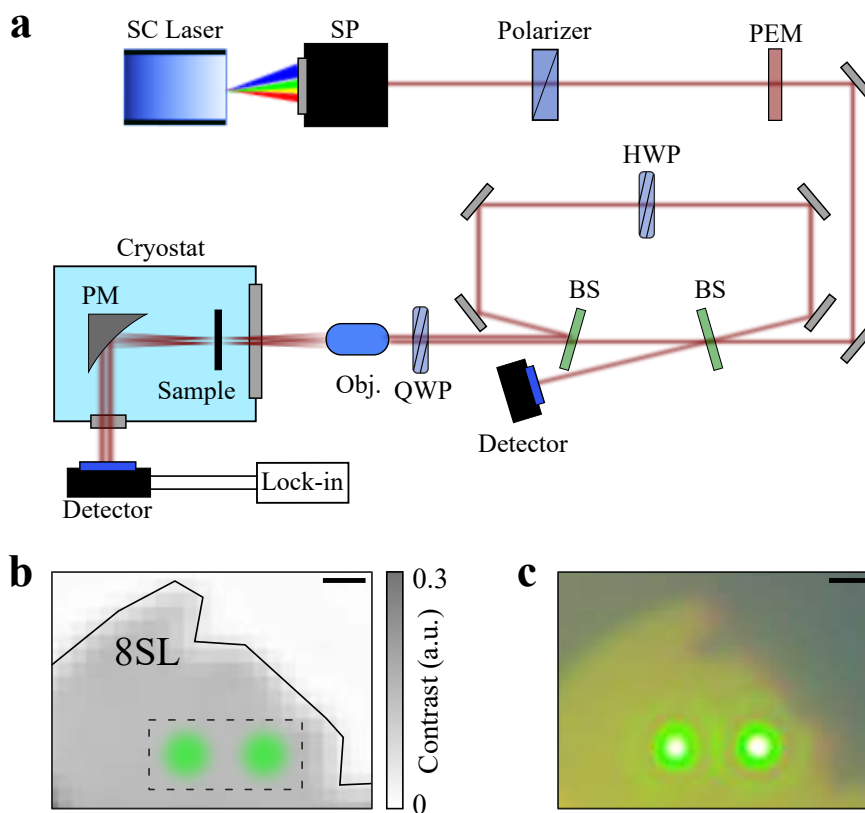 a
SC Laser
SP
Polarizer
PEM
HWP
Cryostat
PM
BS
BS
Sample
Obj.
QWP
Detector
Lock-in
Detector
b
8SL
0.3
Contrast (a.u.)
0
c